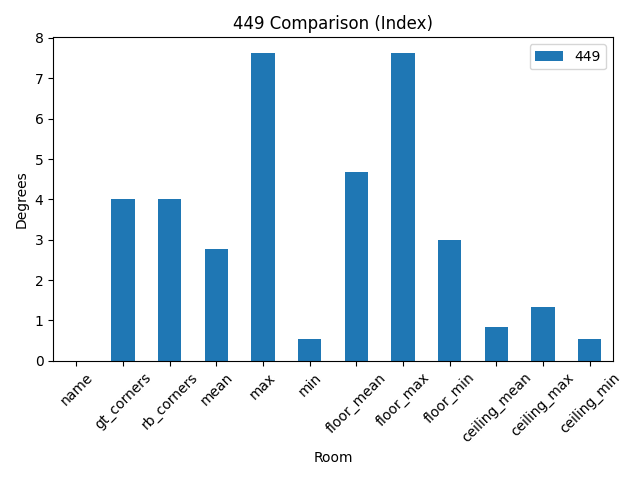 449 Comparison (Index)
449
Degrees
8
7
6
5
4
3
2
1
0
name
gt_corners
rb_corners
mean
max
min
floor_mean
floor_max
floor_min
ceiling_mean
ceiling_max
ceiling_min
Room